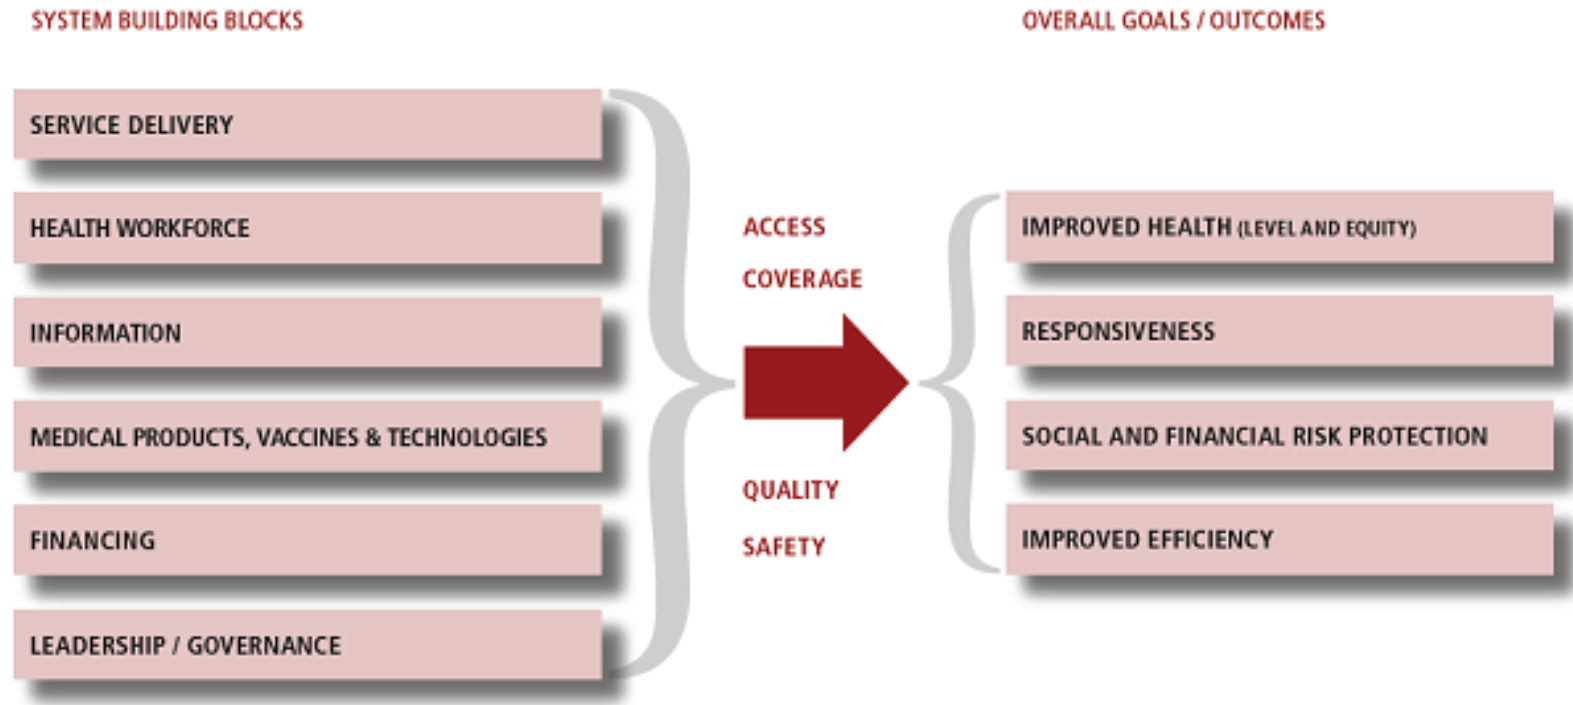 SYSTEM BUILDING BLOCKS
SERVICE DELIVERY
HEALTH WORKFORCE
INFORMATION
MEDICAL PRODUCTS, VACCINES & TECHNOLOGIES
FINANCING
LEADERSHIP / GOVERNANCE
ACCESS
COVERAGE
QUALITY
SAFETY
OVERALL GOALS / OUTCOMES
IMPROVED HEALTH (LEVEL AND EQUITY)
RESPONSIVENESS
SOCIAL AND FINANCIAL RISK PROTECTION
IMPROVED EFFICIENCY